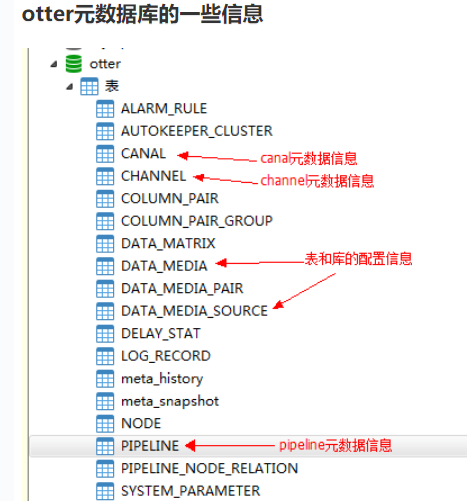 otter元数据库的一些信息
otter
表
ALARM_RULE
AUTOKEEPER_CLUSTER
CANAL
canal元数据信息
CHANNEL
channel元数据信息
COLUMN_PAIR
COLUMN_PAIR_GROUP
DATA_MATRIX
DATA_MEDIA
表和库的配置信息
DATA_MEDIA_PAIR
DATA_MEDIA_SOURCE
DELAY_STAT
LOG_RECORD
meta_history
meta_snapshot
NODE
PIPELINE
pipeline元数据信息
PIPELINE_NODE_RELATION
SYSTEM_PARAMETER